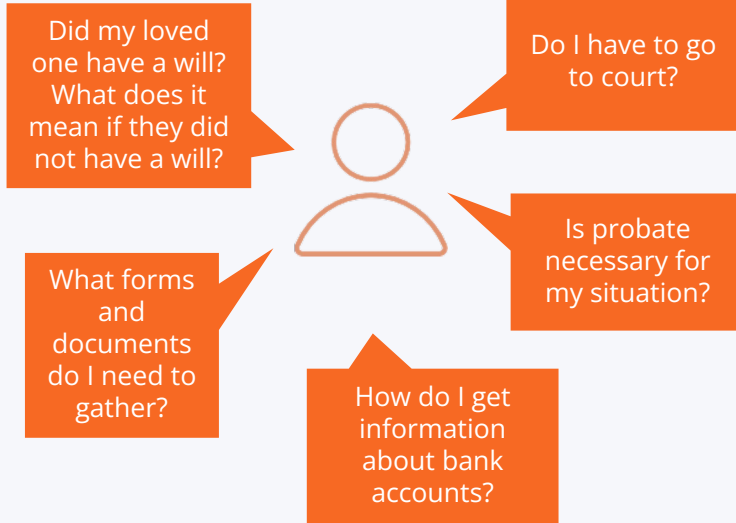 Did my loved
one have a will?
What does it
mean if they did
not have a will?
Do I have to go
to court?
Is probate
necessary for
my situation?
What forms
and
documents
do I need to
gather?
How do I get
information
about bank
accounts?